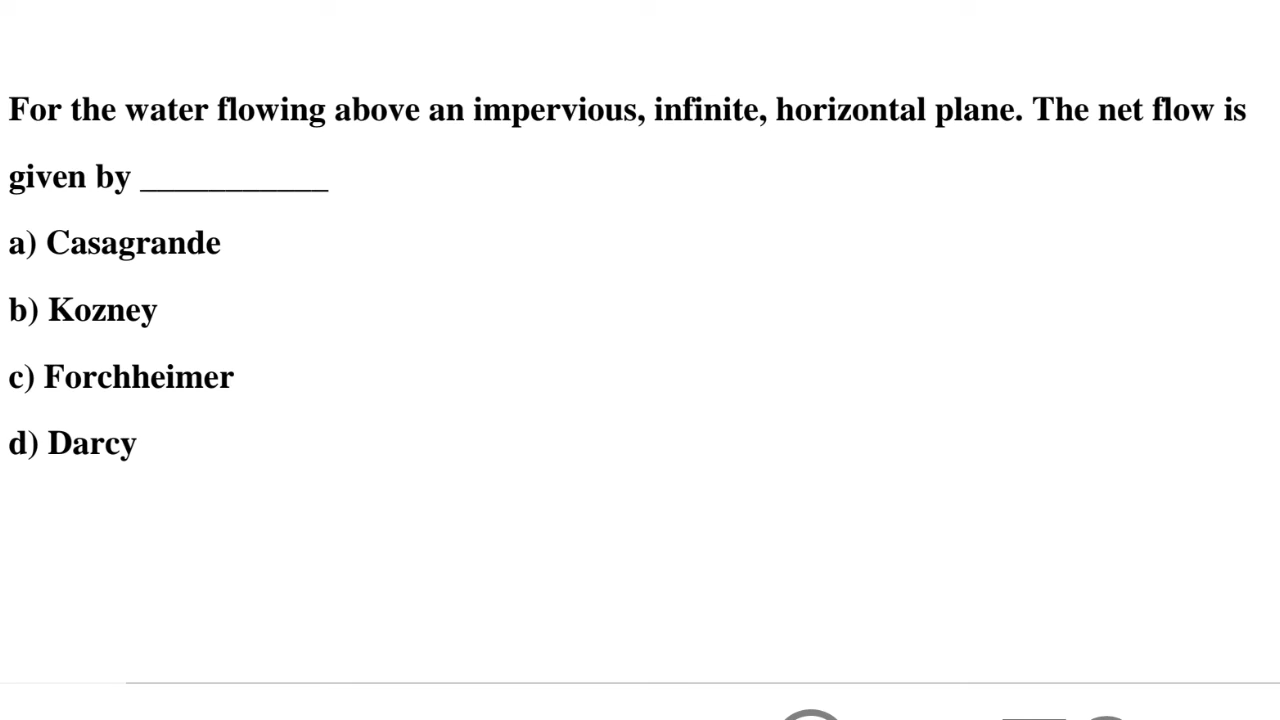 For the water flowing above an impervious, infinite, horizontal plane. The net flow is
given by ___________
a) Casagrande
b) Kozney
c) Forchheimer
d) Darcy